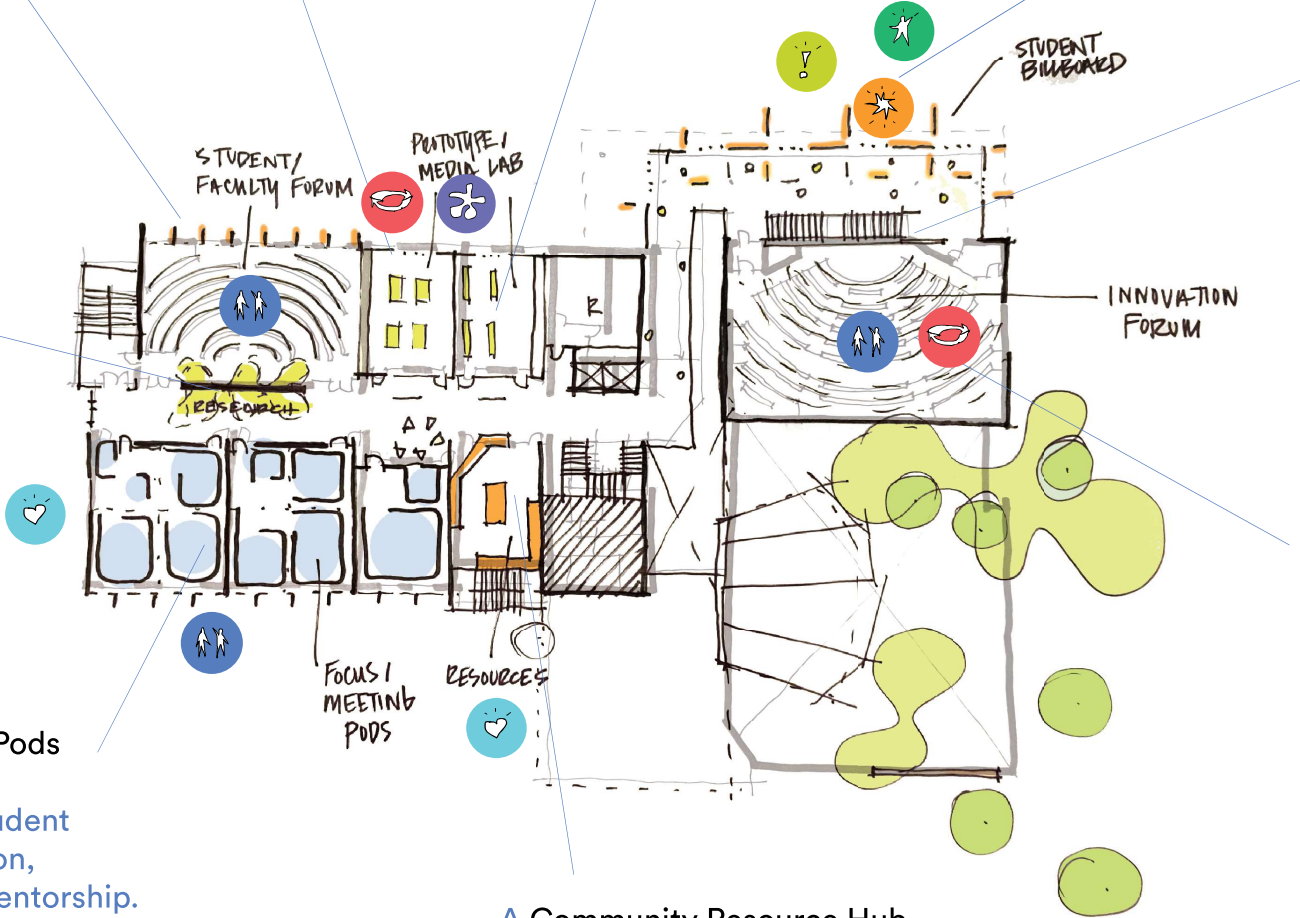 STUDENT
BILLBOARD
STUDENT/
FACULTY FORUM
PROTOTYPE/
MEDIA LAB
R
INNOVATION
FORUM
RESEARCH
FOCUS/
MEETING
PODS
RESOURCES
Pods
udent
on,
entorship.
A Community Resource Hub